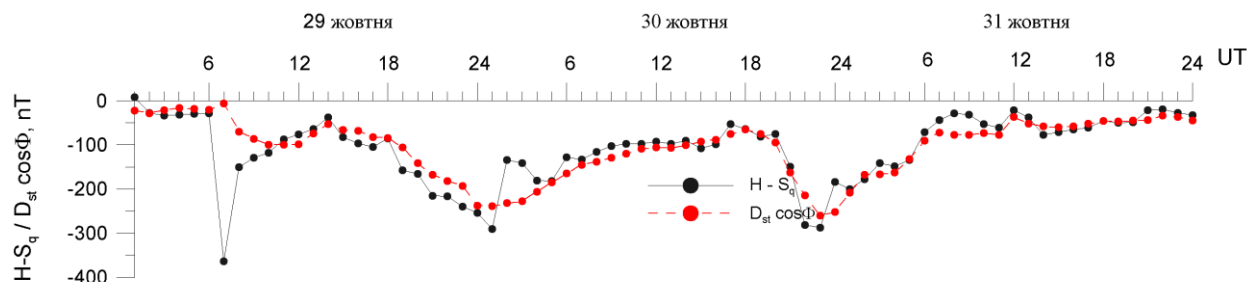 29 жовтня 30 жовтня 31 жовтня
6 12 18 24 6 12 18 24 6 12 18 24 UT
H-Sq / Dst cosΦ, nT
0
-100
-200
-300
-400
H - Sq
Dst cosΦ